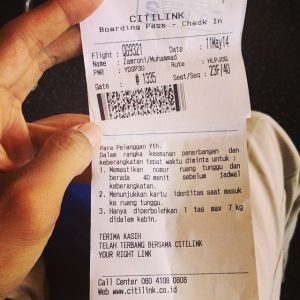 CITILINK
Boarding Pass - Check In
Flight : QG9321 Date : 11May14
Name : Zamroni/Muhammad
PNR : Route : HLPJOG
Gate : @ 1335 Seat/Seq : 23F/40
Para Pelanggan Yth.
Dalam rangka keamanan penerbangan dan
keberangkatan tepat waktu diminta untuk :
1. Memastikan nomor ruang tunggu dan
berada 40 menit sebelum jadwal
keberangkatan.
2. Menunjukkan kartu identitas saat masuk
ke ruang tunggu.
3. Hanya diperbolehkan 1 tas max 7 kg
didalam kabin.
TERIMA KASIH
TELAH TERBANG BERSAMA CITILINK
YOUR RIGHT LINK
Call Center 080 4108 0808
Web www.citilink.co.id